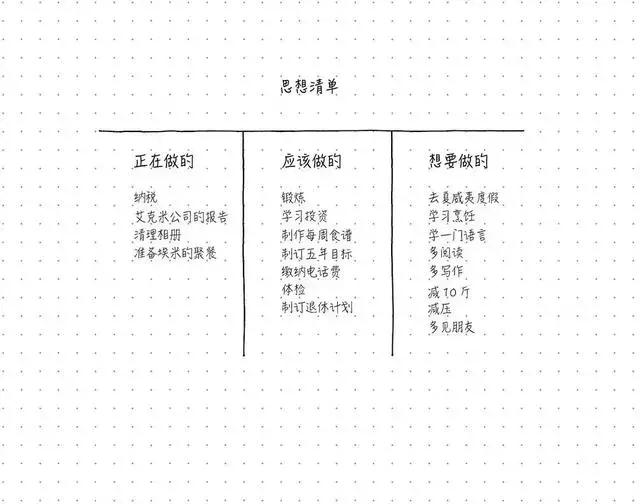 思想清单
正在做的
纳税
艾克米公司的报告
清理相册
准备埃米的聚餐
应该做的
锻炼
学习投资
制作每周食谱
制订五年目标
缴纳电话费
体检
制订退休计划
想要做的
去夏威夷度假
学习烹饪
学一门语言
多阅读
多写作
减10斤
减压
多见朋友